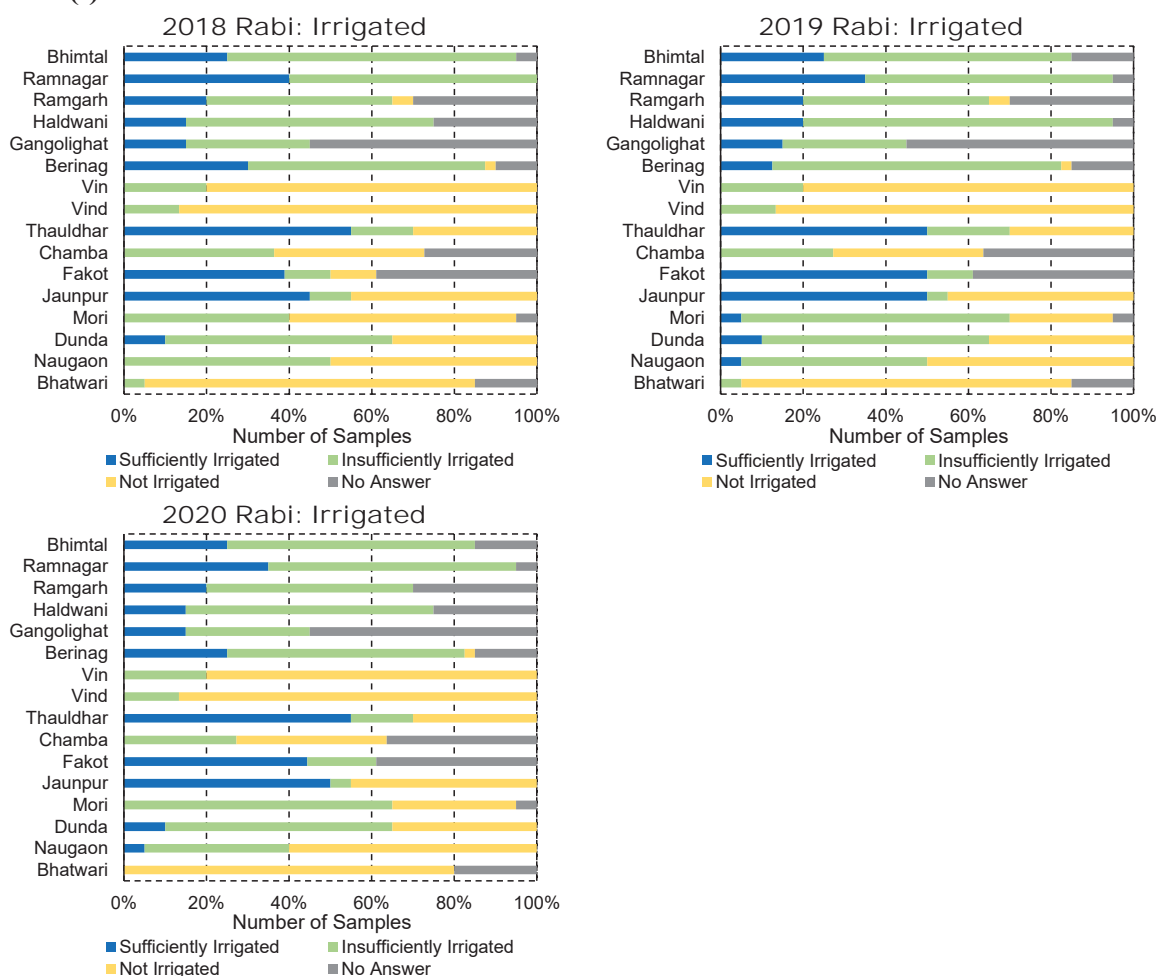 2018 Rabi: Irrigated
Bhimtal
Ramnagar
Ramgarh
Haldwani
Gangolighat
Berinag
Vin
Vind
Thauldhar
Chamba
Fakot
Jaunpur
Mori
Dunda
Naugaon
Bhatwari
0% 20% 40% 60% 80% 100%
Number of Samples
Sufficiently Irrigated Insufficiently Irrigated
Not Irrigated No Answer
2019 Rabi: Irrigated
Bhimtal
Ramnagar
Ramgarh
Haldwani
Gangolighat
Berinag
Vin
Vind
Thauldhar
Chamba
Fakot
Jaunpur
Mori
Dunda
Naugaon
Bhatwari
0% 20% 40% 60% 80% 100%
Number of Samples
Sufficiently Irrigated Insufficiently Irrigated
Not Irrigated No Answer
2020 Rabi: Irrigated
Bhimtal
Ramnagar
Ramgarh
Haldwani
Gangolighat
Berinag
Vin
Vind
Thauldhar
Chamba
Fakot
Jaunpur
Mori
Dunda
Naugaon
Bhatwari
0% 20% 40% 60% 80% 100%
Number of Samples
Sufficiently Irrigated Insufficiently Irrigated
Not Irrigated No Answer